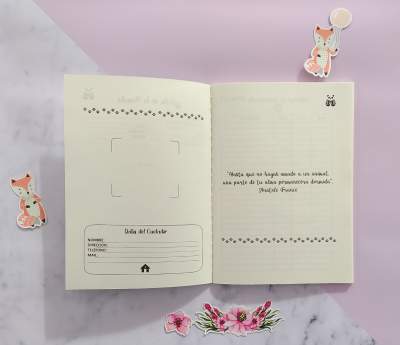 Datos del Cuidador
NOMBRE:
DIRECCIÓN:
TELÉFONO:
MAIL:
"Hasta que no hayas amado a un animal,
una parte de tu alma permanecerá dormida".
Anatole France